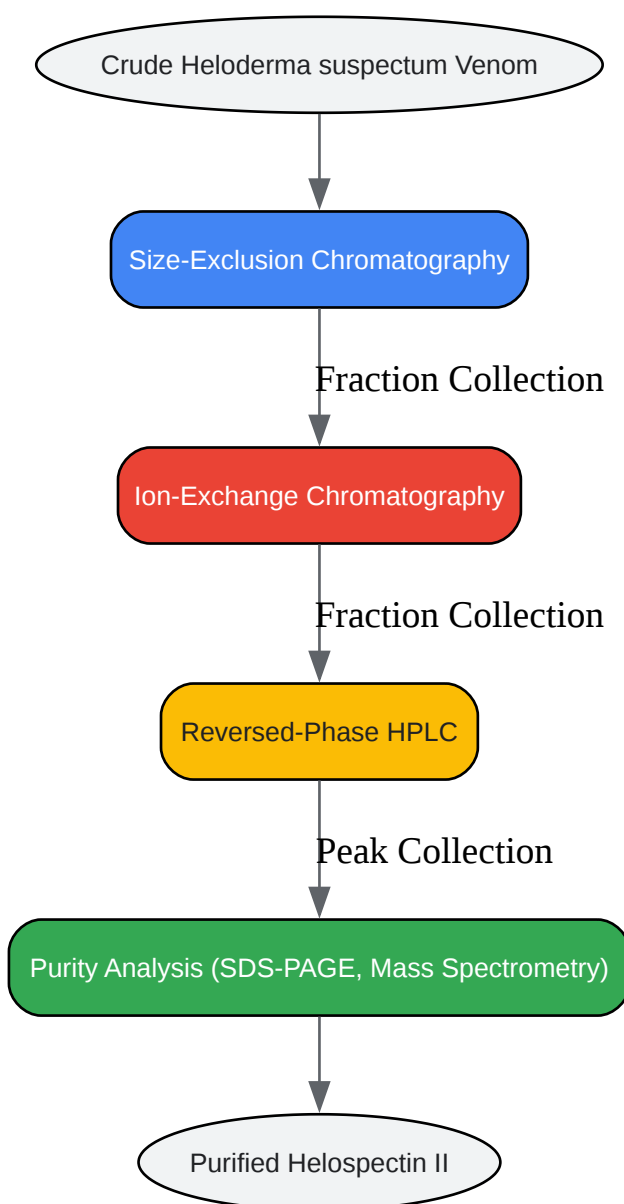 Crude Heloderma suspectum Venom
Size-Exclusion Chromatography
Fraction Collection
Ion-Exchange Chromatography
Fraction Collection
Reversed-Phase HPLC
Peak Collection
Purity Analysis (SDS-PAGE, Mass Spectrometry)
Purified Helospectin II